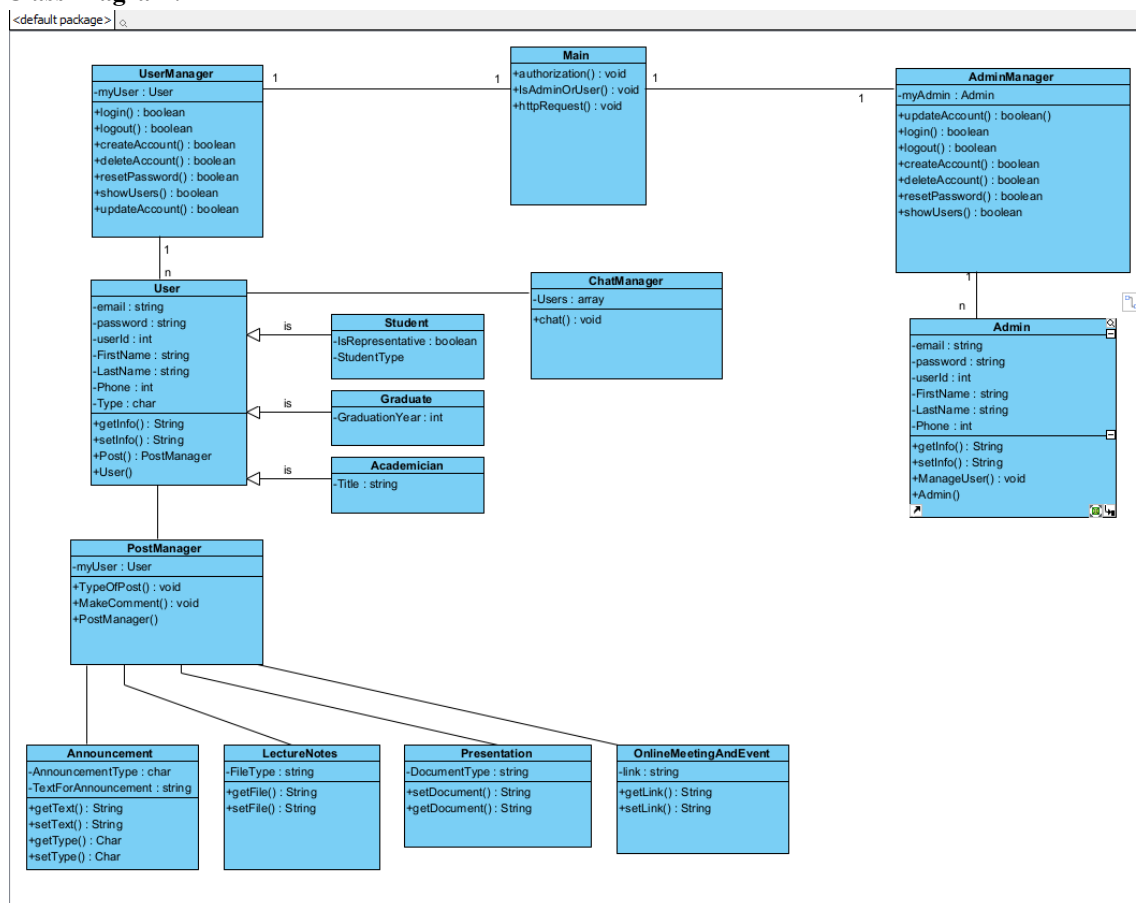 <default package>
UserManager
-myUser : User
+login() : boolean
+logout() : boolean
+createAccount() : boolean
+deleteAccount() : boolean
+resetPassword() : boolean
+showUsers() : boolean
+updateAccount() : boolean
1
1
Main
+authorization() : void
+IsAdminOrUser() : void
+httpRequest() : void
1
1
AdminManager
-myAdmin : Admin
+updateAccount() : boolean()
+login() : boolean
+logout() : boolean
+createAccount() : boolean
+deleteAccount() : boolean
+resetPassword() : boolean
+showUsers() : boolean
1
n
User
-email : string
-password : string
-userId : int
-FirstName : string
-LastName : string
-Phone : int
-Type : char
+getInfo() : String
+setInfo() : String
+Post() : PostManager
+User()
is
Student
-IsRepresentative : boolean
-StudentType
is
Graduate
-GraduationYear : int
is
Academician
-Title : string
ChatManager
-Users : array
+chat() : void
1
n
Admin
-email : string
-password : string
-userId : int
-FirstName : string
-LastName : string
-Phone : int
+getInfo() : String
+setInfo() : String
+ManageUser() : void
+Admin()
PostManager
-myUser : User
+TypeOfPost() : void
+MakeComment() : void
+PostManager()
Announcement
-AnnouncementType : char
-TextForAnnouncement : string
+getText() : String
+setText() : String
+getType() : Char
+setType() : Char
LectureNotes
-FileType : string
+getFile() : String
+setFile() : String
Presentation
-DocumentType : string
+setDocument() : String
+getDocument() : String
OnlineMeetingAndEvent
-link : string
+getLink() : String
+setLink() : String